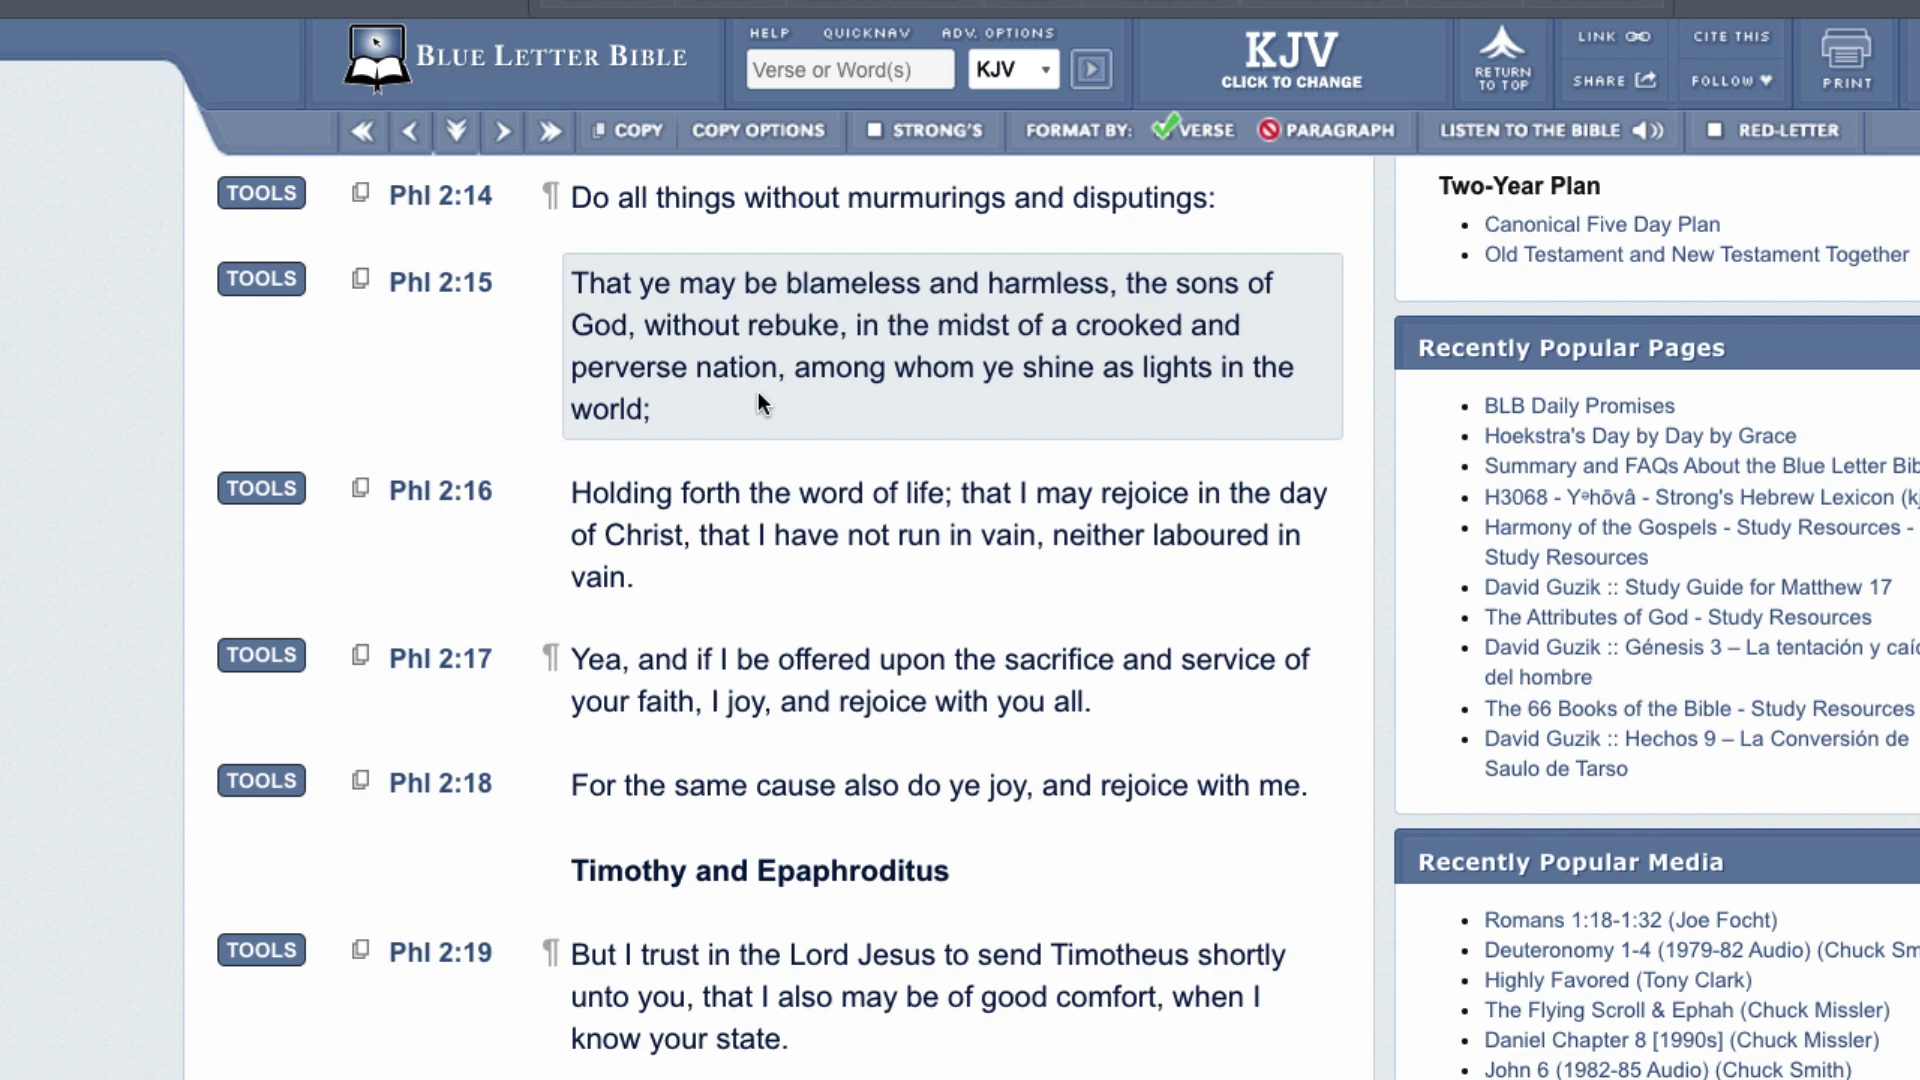 BLUE LETTER BIBLE
HELP QUICKNAV ADV. OPTIONS
Verse or Word(s) KJV
KJV
CLICK TO CHANGE
RETURN
TO TOP
LINK
SHARE
CITE THIS
FOLLOW
PRINT
COPY COPY OPTIONS STRONG'S FORMAT BY: VERSE PARAGRAPH LISTEN TO THE BIBLE RED-LETTER
TOOLS Phl 2:14 ¶ Do all things without murmurings and disputings:
TOOLS Phl 2:15 That ye may be blameless and harmless, the sons of
God, without rebuke, in the midst of a crooked and
perverse nation, among whom ye shine as lights in the
world;
TOOLS Phl 2:16 Holding forth the word of life; that I may rejoice in the day
of Christ, that I have not run in vain, neither laboured in
vain.
TOOLS Phl 2:17 ¶ Yea, and if I be offered upon the sacrifice and service of
your faith, I joy, and rejoice with you all.
TOOLS Phl 2:18 For the same cause also do ye joy, and rejoice with me.
Timothy and Epaphroditus
TOOLS Phl 2:19 ¶ But I trust in the Lord Jesus to send Timotheus shortly
unto you, that I also may be of good comfort, when I
know your state.
Two-Year Plan
Canonical Five Day Plan
Old Testament and New Testament Together
Recently Popular Pages
BLB Daily Promises
Hoekstra's Day by Day by Grace
Summary and FAQs About the Blue Letter Bib
H3068 - Yᵊhōvâ - Strong's Hebrew Lexicon (kj
Harmony of the Gospels - Study Resources -
Study Resources
David Guzik :: Study Guide for Matthew 17
The Attributes of God - Study Resources
David Guzik :: Génesis 3 – La tentación y caíd
del hombre
The 66 Books of the Bible - Study Resources
David Guzik :: Hechos 9 – La Conversión de
Saulo de Tarso
Recently Popular Media
Romans 1:18-1:32 (Joe Focht)
Deuteronomy 1-4 (1979-82 Audio) (Chuck Sm
Highly Favored (Tony Clark)
The Flying Scroll & Ephah (Chuck Missler)
Daniel Chapter 8 [1990s] (Chuck Missler)
John 6 (1982-85 Audio) (Chuck Smith)